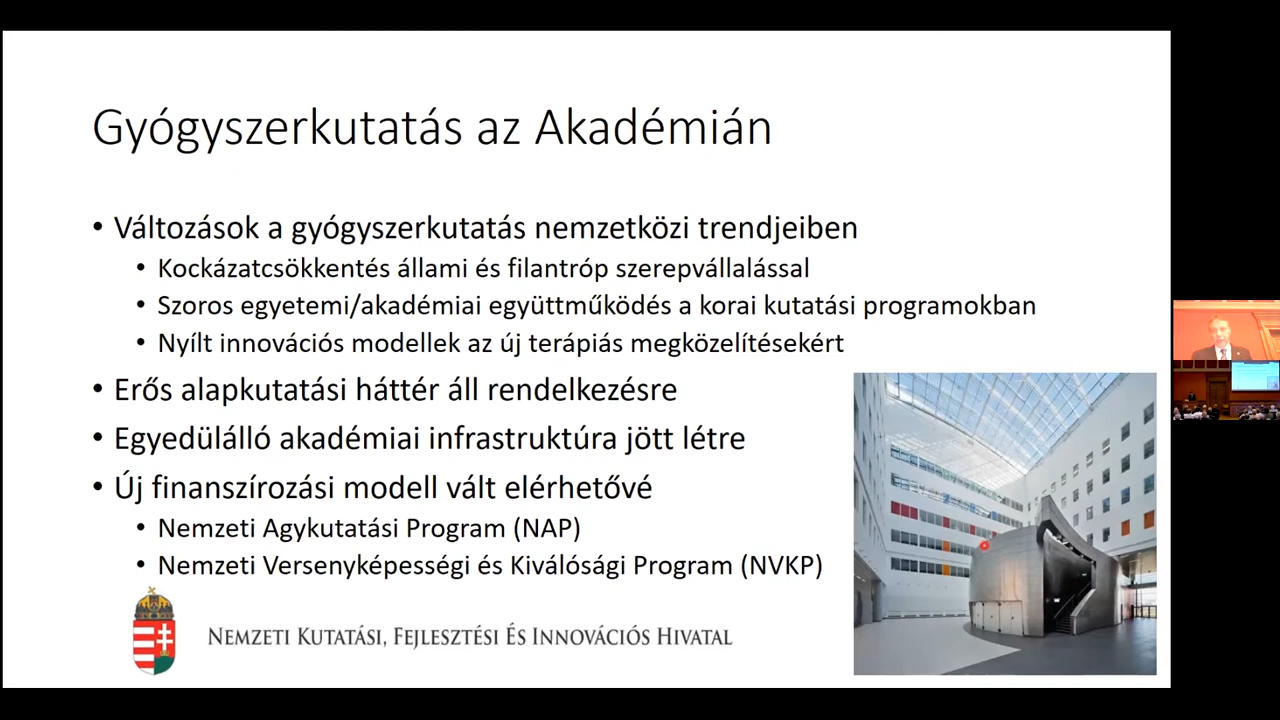 Gyógyszerkutatás az Akadémián
• Változások a gyógyszerkutatás nemzetközi trendjeiben
• Kockázatcsökkentés állami és filantróp szerepvállalással
• Szoros egyetemi/akadémiai együttműködés a korai kutatási programokban
• Nyílt innovációs modellek az új terápiás megközelítésekért
• Erős alapkutatási háttér áll rendelkezésre
• Egyedülálló akadémiai infrastruktúra jött létre
• Új finanszírozási modell vált elérhetővé
• Nemzeti Agykutatási Program (NAP)
• Nemzeti Versenyképességi és Kiválósági Program (NVKP)
Nemzeti Kutatási, Fejlesztési És Innovációs Hivatal